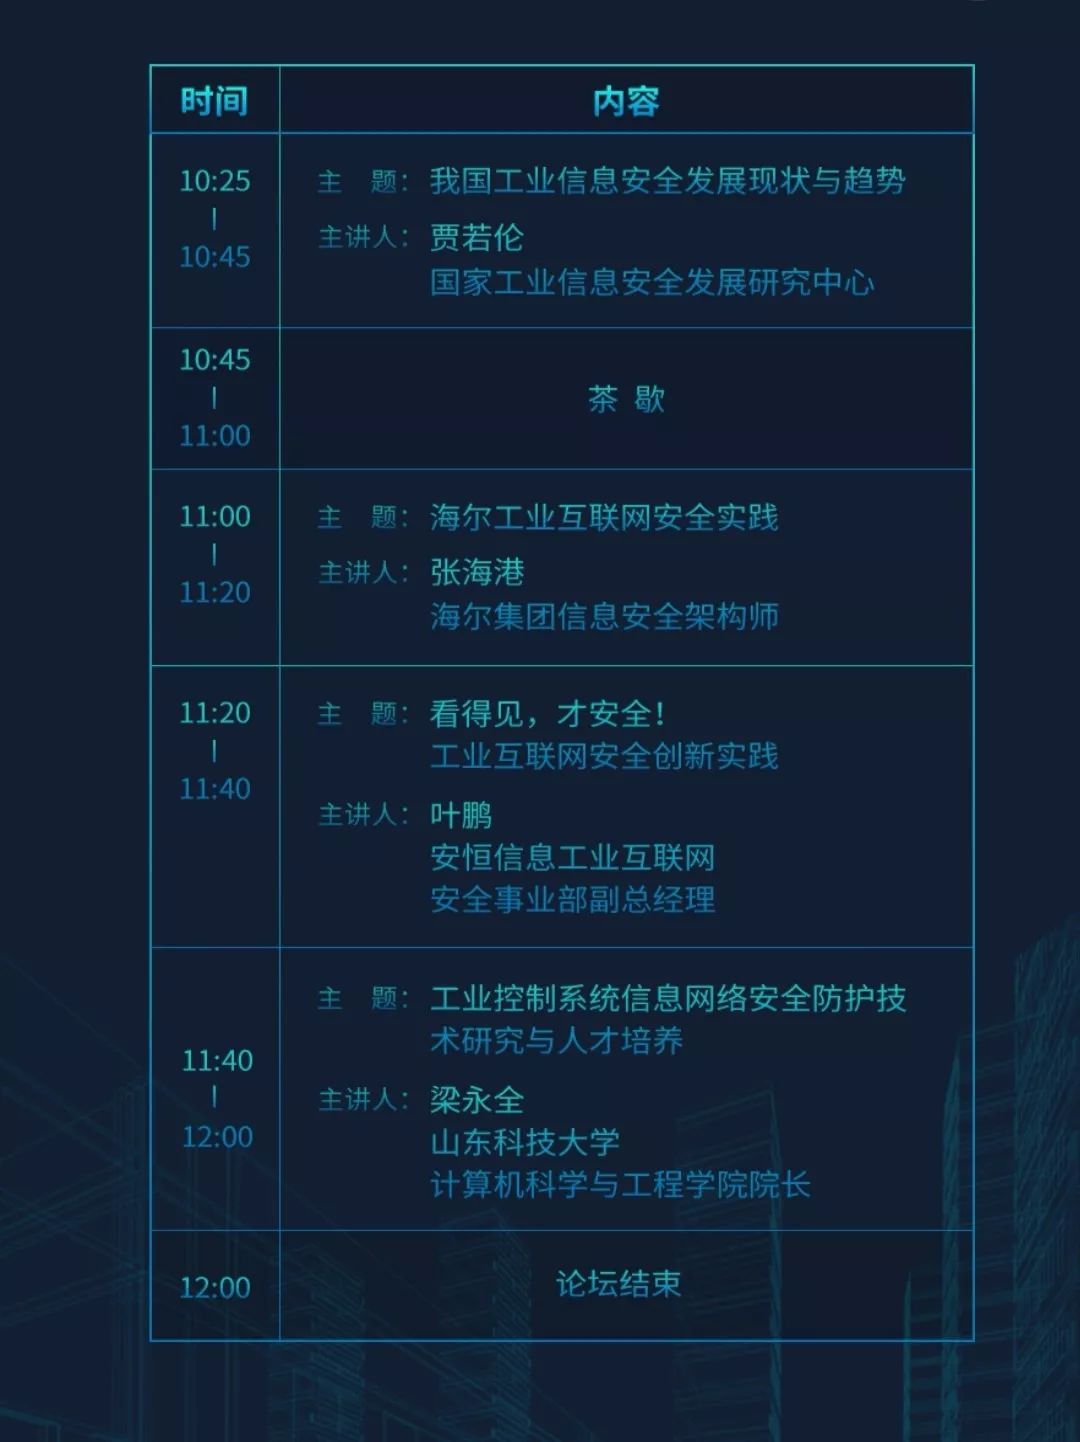 时间
内容
10:25
|
10:45
主 题：我国工业信息安全发展现状与趋势
主讲人：贾若伦
国家工业信息安全发展研究中心
10:45
|
11:00
茶 歇
11:00
|
11:20
主 题：海尔工业互联网安全实践
主讲人：张海港
海尔集团信息安全架构师
11:20
|
11:40
主 题：看得见，才安全！
工业互联网安全创新实践
主讲人：叶鹏
安恒信息工业互联网
安全事业部副总经理
11:40
|
12:00
主 题：工业控制系统信息网络安全防护技
术研究与人才培养
主讲人：梁永全
山东科技大学
计算机科学与工程学院院长
12:00
论坛结束